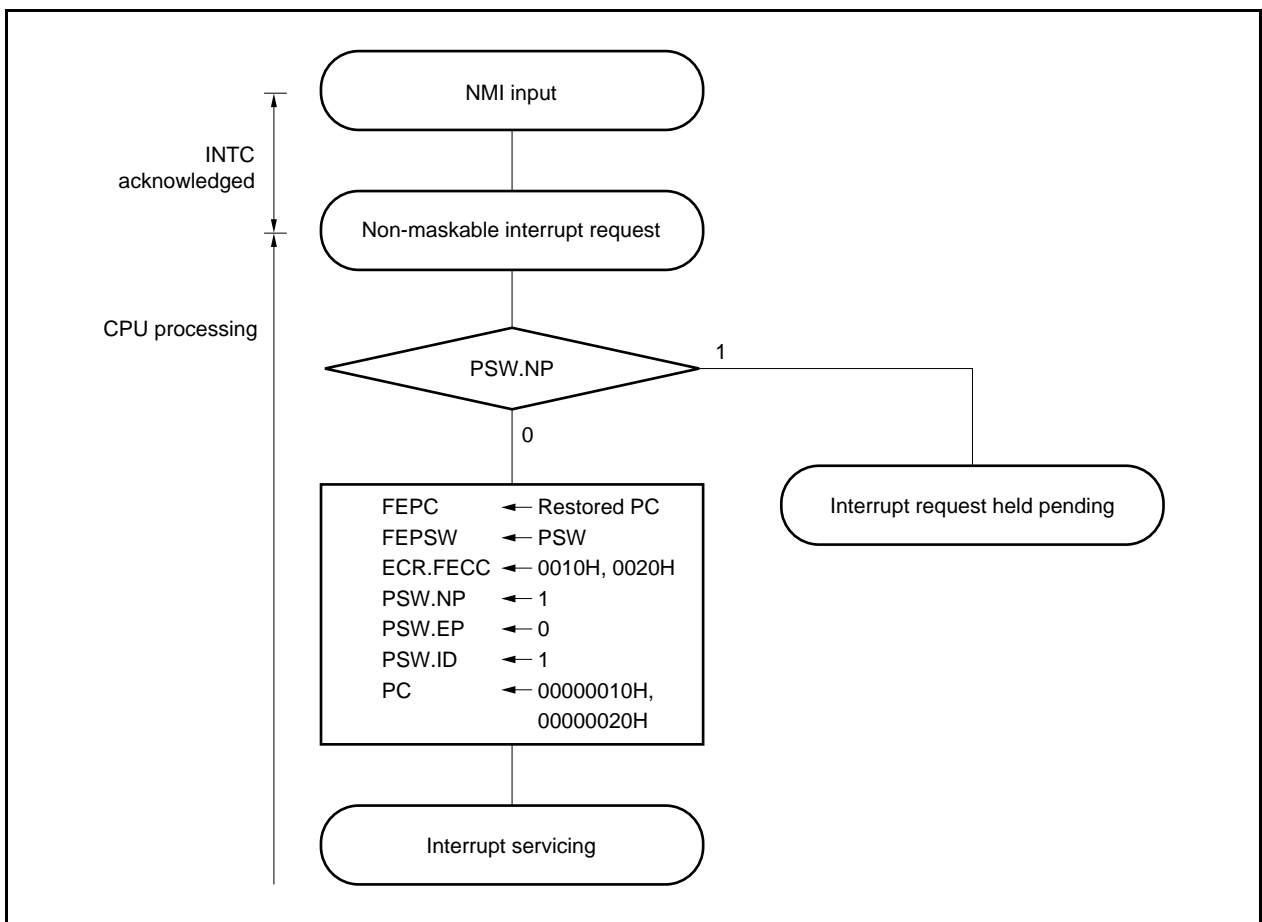 NMI input
INTC
acknowledged
Non-maskable interrupt request
CPU processing
PSW.NP
1
0
FEPC ← Restored PC
FEPSW ← PSW
ECR.FECC ← 0010H, 0020H
PSW.NP ← 1
PSW.EP ← 0
PSW.ID ← 1
PC ← 00000010H,
00000020H
Interrupt request held pending
Interrupt servicing